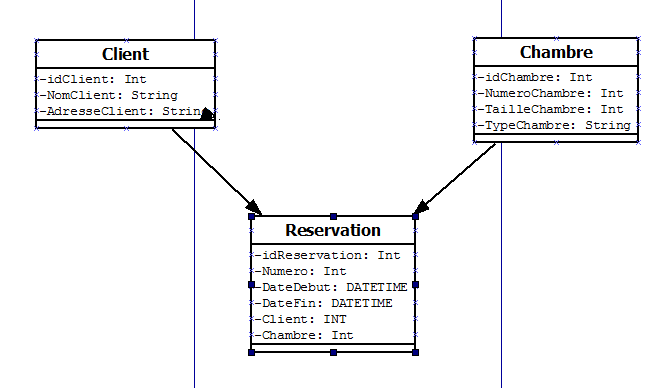 Client
-idClient: Int
-NomClient: String
-AdresseClient: String
Chambre
-idChambre: Int
-NumeroChambre: Int
-TailleChambre: Int
-TypeChambre: String
Reservation
-idReservation: Int
-Numero: Int
-DateDebut: DATETIME
-DateFin: DATETIME
-Client: INT
-Chambre: Int